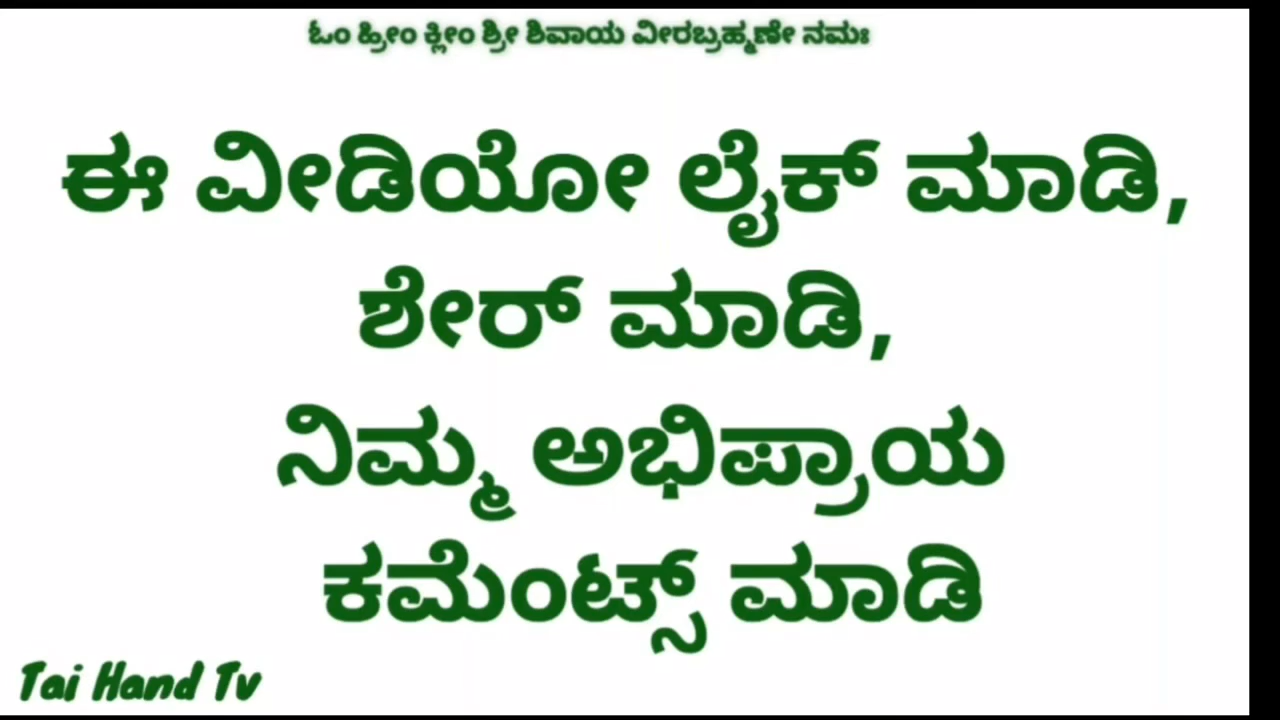 ಓಂ ಹ್ರೀಂ ಕ್ಲೀಂ ಶ್ರೀ ಶಿವಾಯ ವೀರಬ್ರಹ್ಮಣೇ ನಮಃ
ಈ ವೀಡಿಯೋ ಲೈಕ್ ಮಾಡಿ,
ಶೇರ್ ಮಾಡಿ,
ನಿಮ್ಮ ಅಭಿಪ್ರಾಯ
ಕಮೆಂಟ್ಸ್ ಮಾಡಿ
Tai Hand Tv